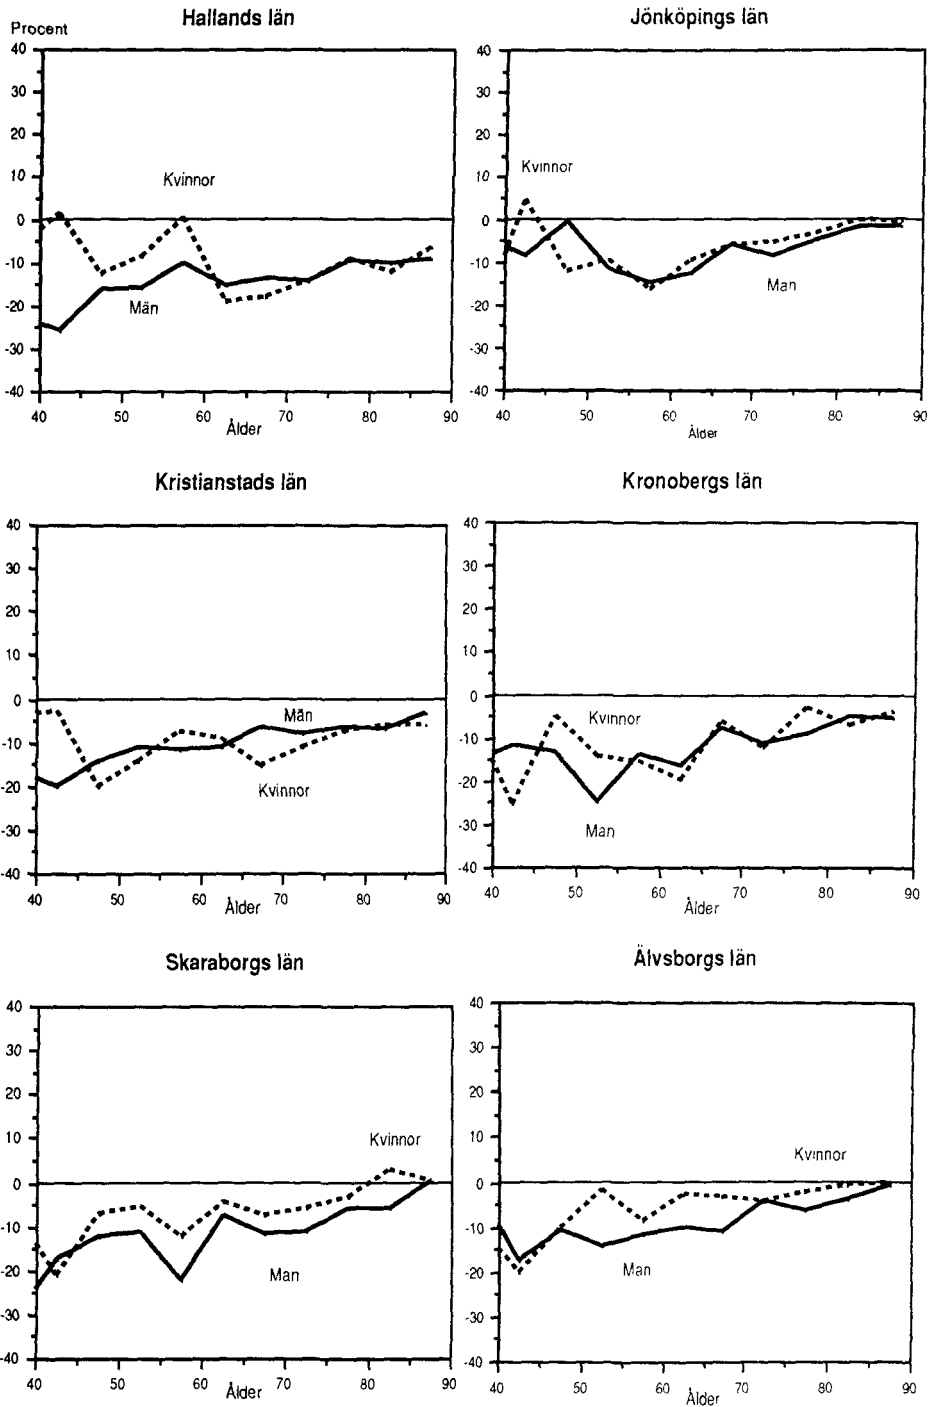 Hallands län
Procent
40
30
20
10
0
-10
-20
-30
-40
Kvinnor
Män
40 50 60 70 80 90
Ålder
Jönköpings län
40
30
20
10
0
-10
-20
-30
-40
Kvinnor
Man
40 50 60 70 80 90
Ålder
Kristianstads län
40
30
20
10
0
-10
-20
-30
-40
Män
Kvinnor
40 50 60 70 80 90
Ålder
Kronobergs län
40
30
20
10
0
-10
-20
-30
-40
Kvinnor
Man
40 50 60 70 80 90
Ålder
Skaraborgs län
40
30
20
10
0
-10
-20
-30
-40
Kvinnor
Man
40 50 60 70 80 90
Ålder
Älvsborgs län
40
30
20
10
0
-10
-20
-30
-40
Kvinnor
Man
40 50 60 70 80 90
Ålder